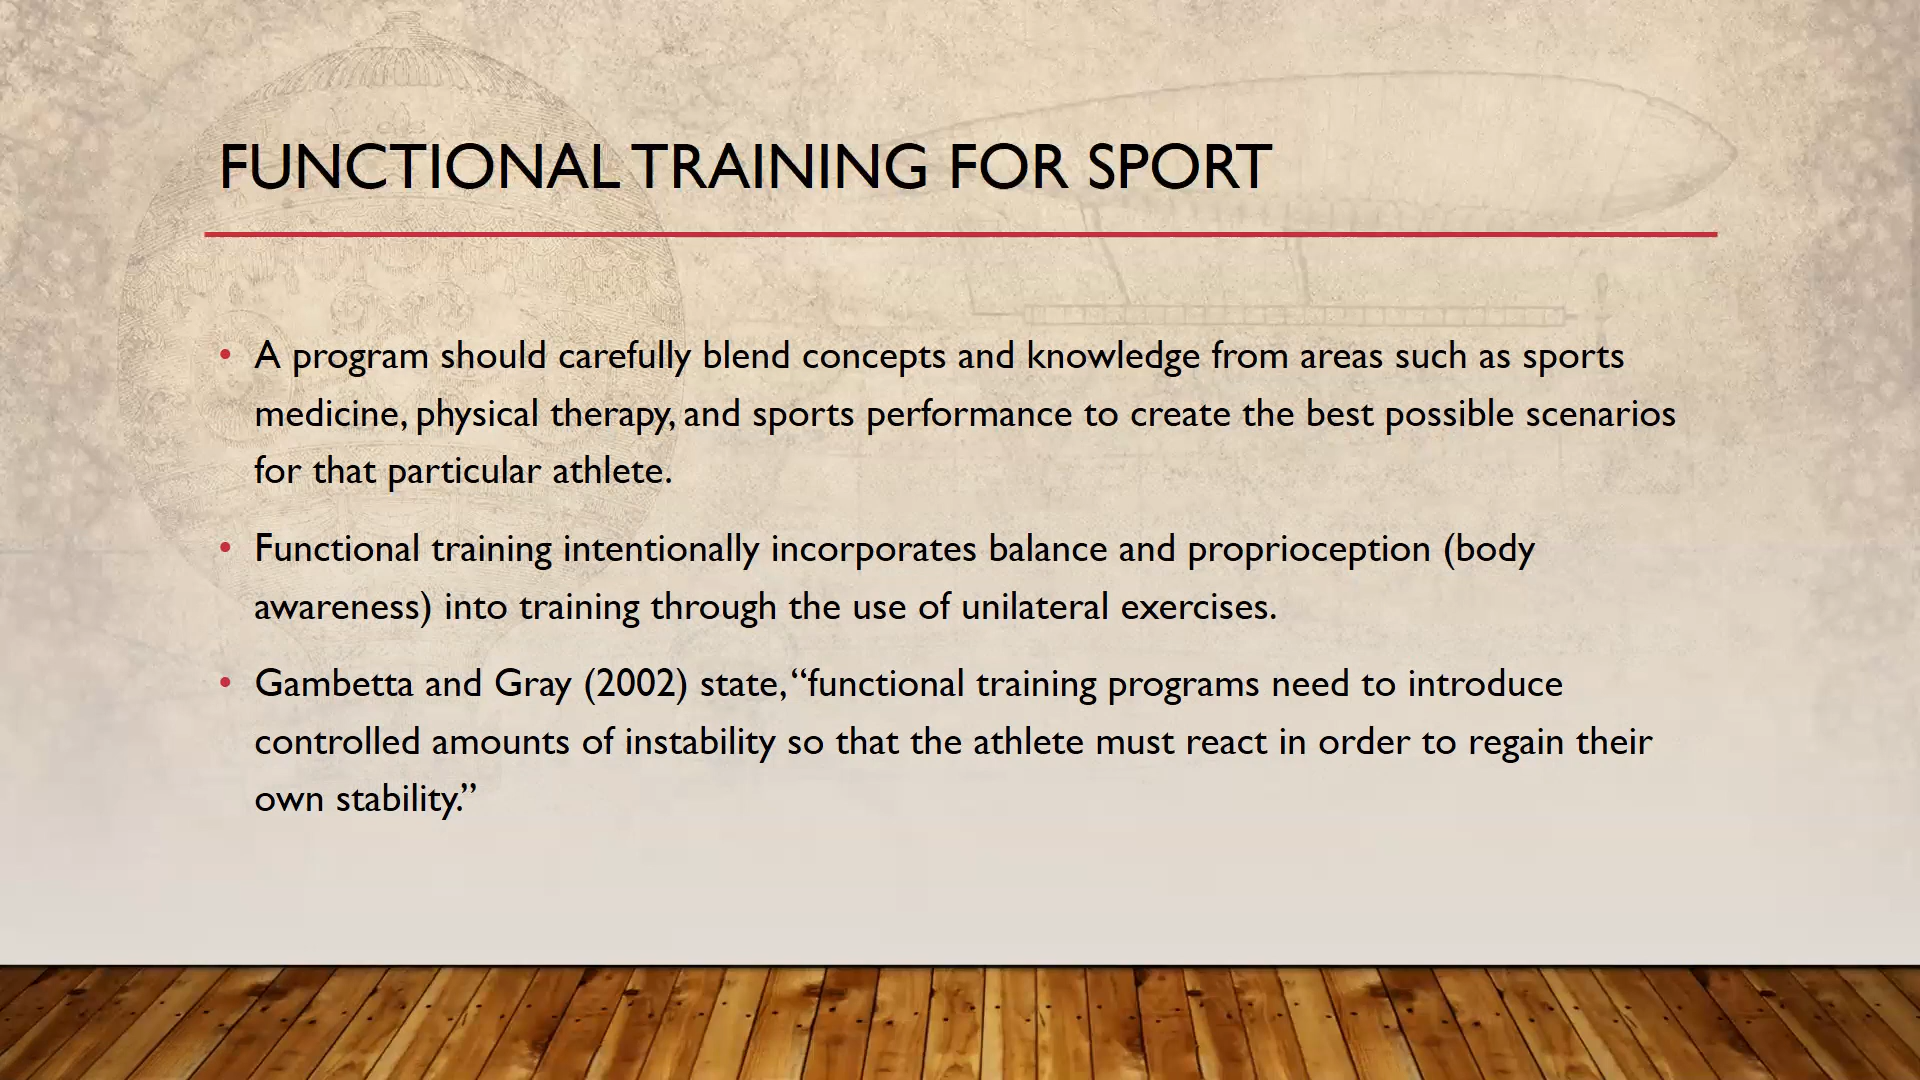 FUNCTIONAL TRAINING FOR SPORT
• A program should carefully blend concepts and knowledge from areas such as sports
medicine, physical therapy, and sports performance to create the best possible scenarios
for that particular athlete.
• Functional training intentionally incorporates balance and proprioception (body
awareness) into training through the use of unilateral exercises.
• Gambetta and Gray (2002) state, “functional training programs need to introduce
controlled amounts of instability so that the athlete must react in order to regain their
own stability.”